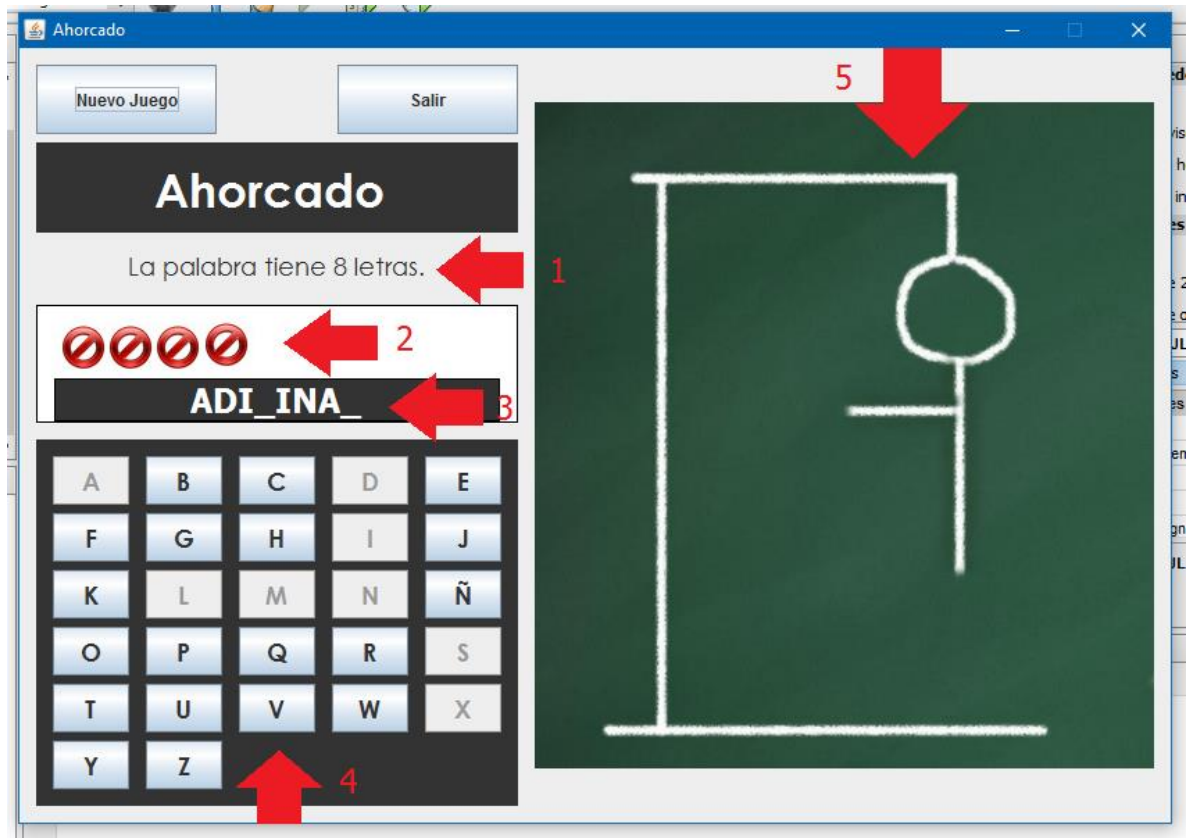 Ahorcado
Nuevo Juego Salir
Ahorcado
La palabra tiene 8 letras.
1
2
ADI_INA_
3
A B C D E
F G H I J
K L M N Ñ
O P Q R S
T U V W X
Y Z
4
5